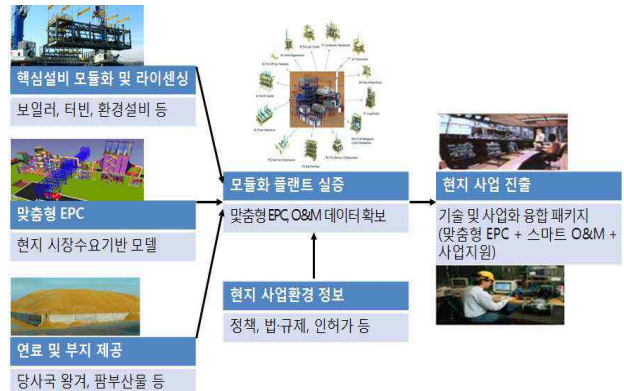 핵심설비 모듈화 및 라이센싱
보일러, 터빈, 환경설비 등
맞춤형 EPC
현지 시장수요기반 모델
연료 및 부지 제공
당사국 왕겨, 팜부산물 등
모듈화 플랜트 실증
맞춤형 EPC, O&M 데이터 확보
현지 사업환경 정보
정책, 법·규제, 인허가 등
현지 사업 진출
기술 및 사업화 융합 패키지
(맞춤형 EPC + 스마트 O&M +
사업지원)